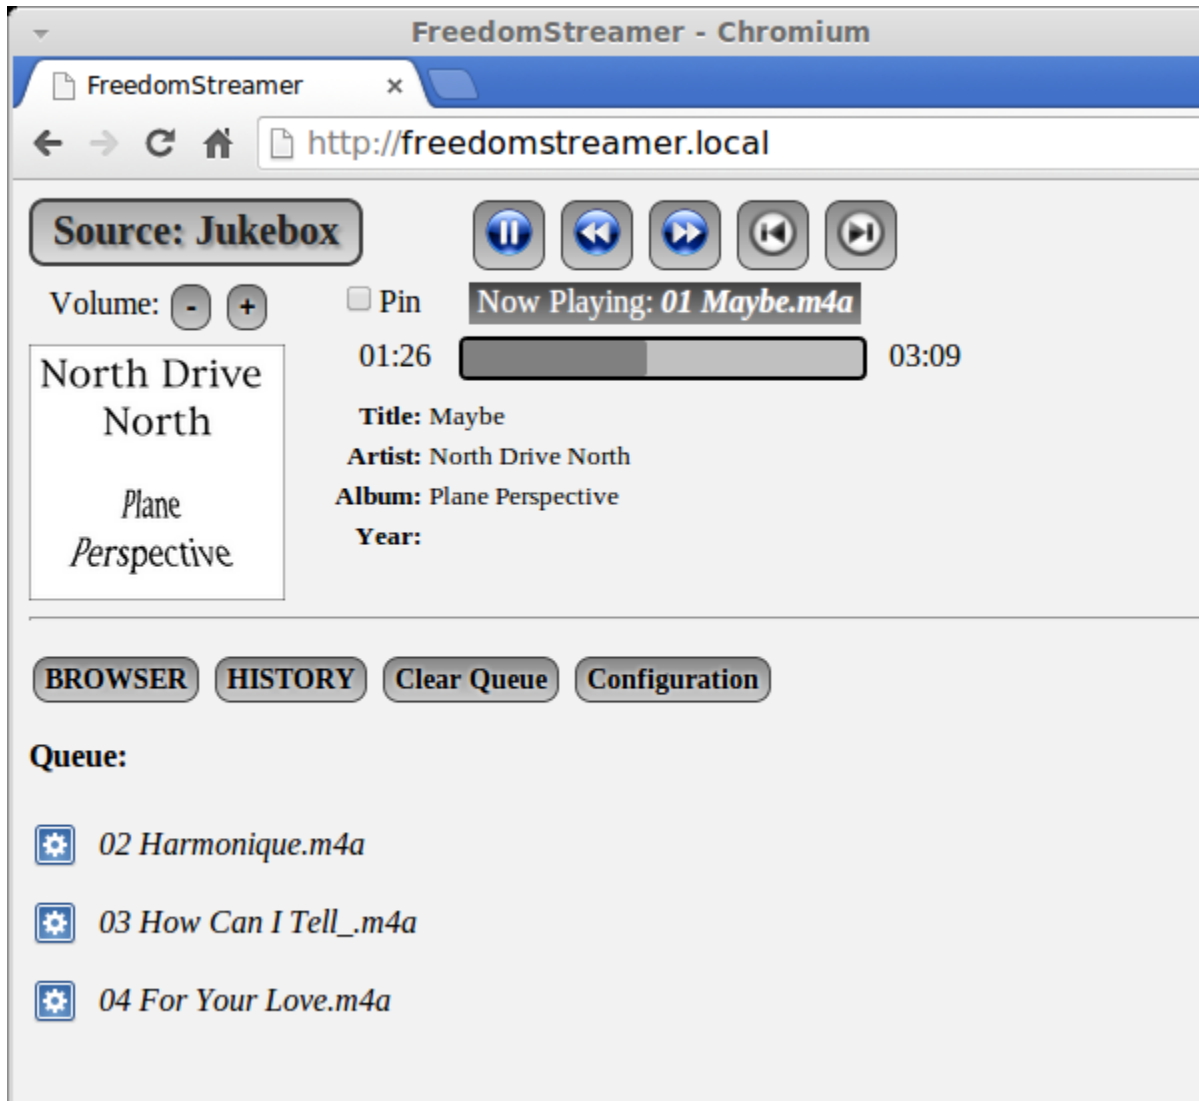 FreedomStreamer - Chromium
FreedomStreamer ×
http://freedomstreamer.local
Source: Jukebox
Volume: - + Pin Now Playing: 01 Maybe.m4a
01:26 03:09
North Drive
North
Plane
Perspective
Title: Maybe
Artist: North Drive North
Album: Plane Perspective
Year:
BROWSER HISTORY Clear Queue Configuration
Queue:
02 Harmonique.m4a
03 How Can I Tell_.m4a
04 For Your Love.m4a